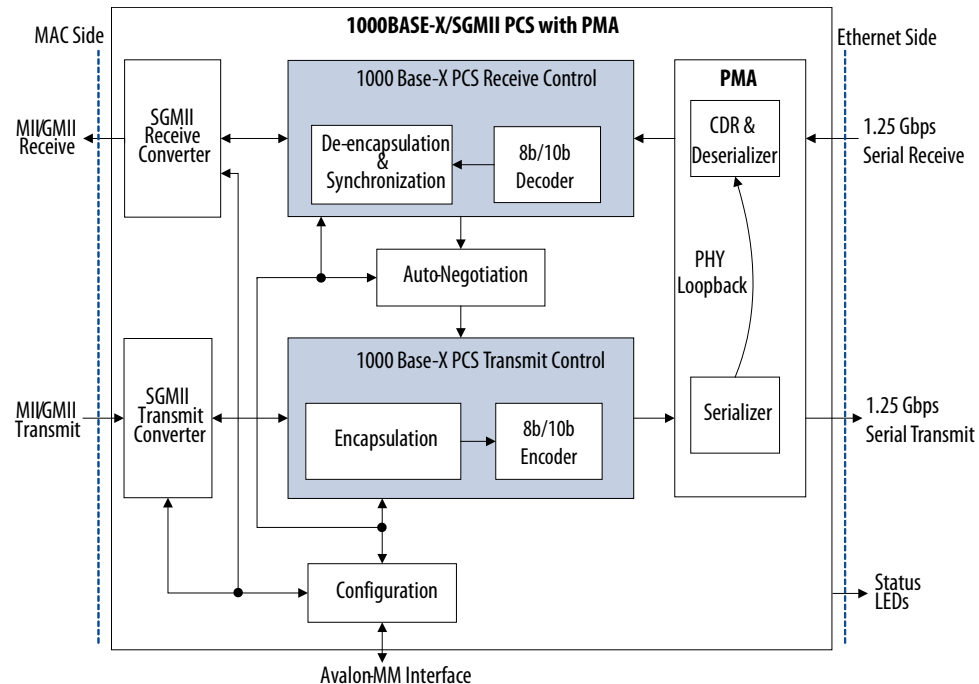 1000BASE-X/SGMII PCS with PMA
MAC Side
Ethernet Side
1000 Base-X PCS Receive Control
PMA
SGMII
Receive
Converter
MII/GMII
Receive
De-encapsulation
&
Synchronization
8b/10b
Decoder
CDR &
Deserializer
1.25 Gbps
Serial Receive
Auto-Negotiation
PHY
Loopback
1000 Base-X PCS Transmit Control
SGMII
Transmit
Converter
MII/GMII
Transmit
Encapsulation
8b/10b
Encoder
Serializer
1.25 Gbps
Serial Transmit
Configuration
Status
LEDs
Avalon-MM Interface